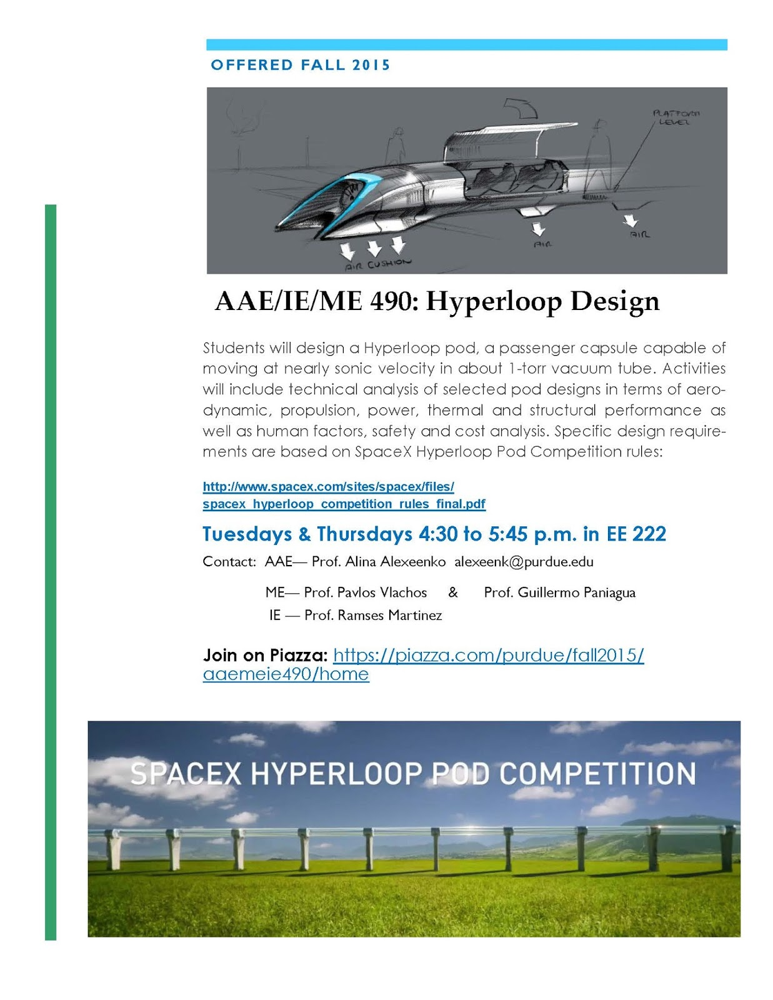 OFFERED FALL 2015
PLATFORM
LEVEL
AIR CUSHION
AIR
AIR
AAE/IE/ME 490: Hyperloop Design
Students will design a Hyperloop pod, a passenger capsule capable of
moving at nearly sonic velocity in about 1-torr vacuum tube. Activities
will include technical analysis of selected pod designs in terms of aero-
dynamic, propulsion, power, thermal and structural performance as
well as human factors, safety and cost analysis. Specific design require-
ments are based on SpaceX Hyperloop Pod Competition rules:
http://www.spacex.com/sites/spacex/files/
spacex_hyperloop_competition_rules_final.pdf
Tuesdays & Thursdays 4:30 to 5:45 p.m. in EE 222
Contact: AAE— Prof. Alina Alexeenko alexeenk@purdue.edu
ME— Prof. Pavlos Vlachos & Prof. Guillermo Paniagua
IE — Prof. Ramses Martinez
Join on Piazza: https://piazza.com/purdue/fall2015/
aaemeie490/home
SPACEX HYPERLOOP POD COMPETITION